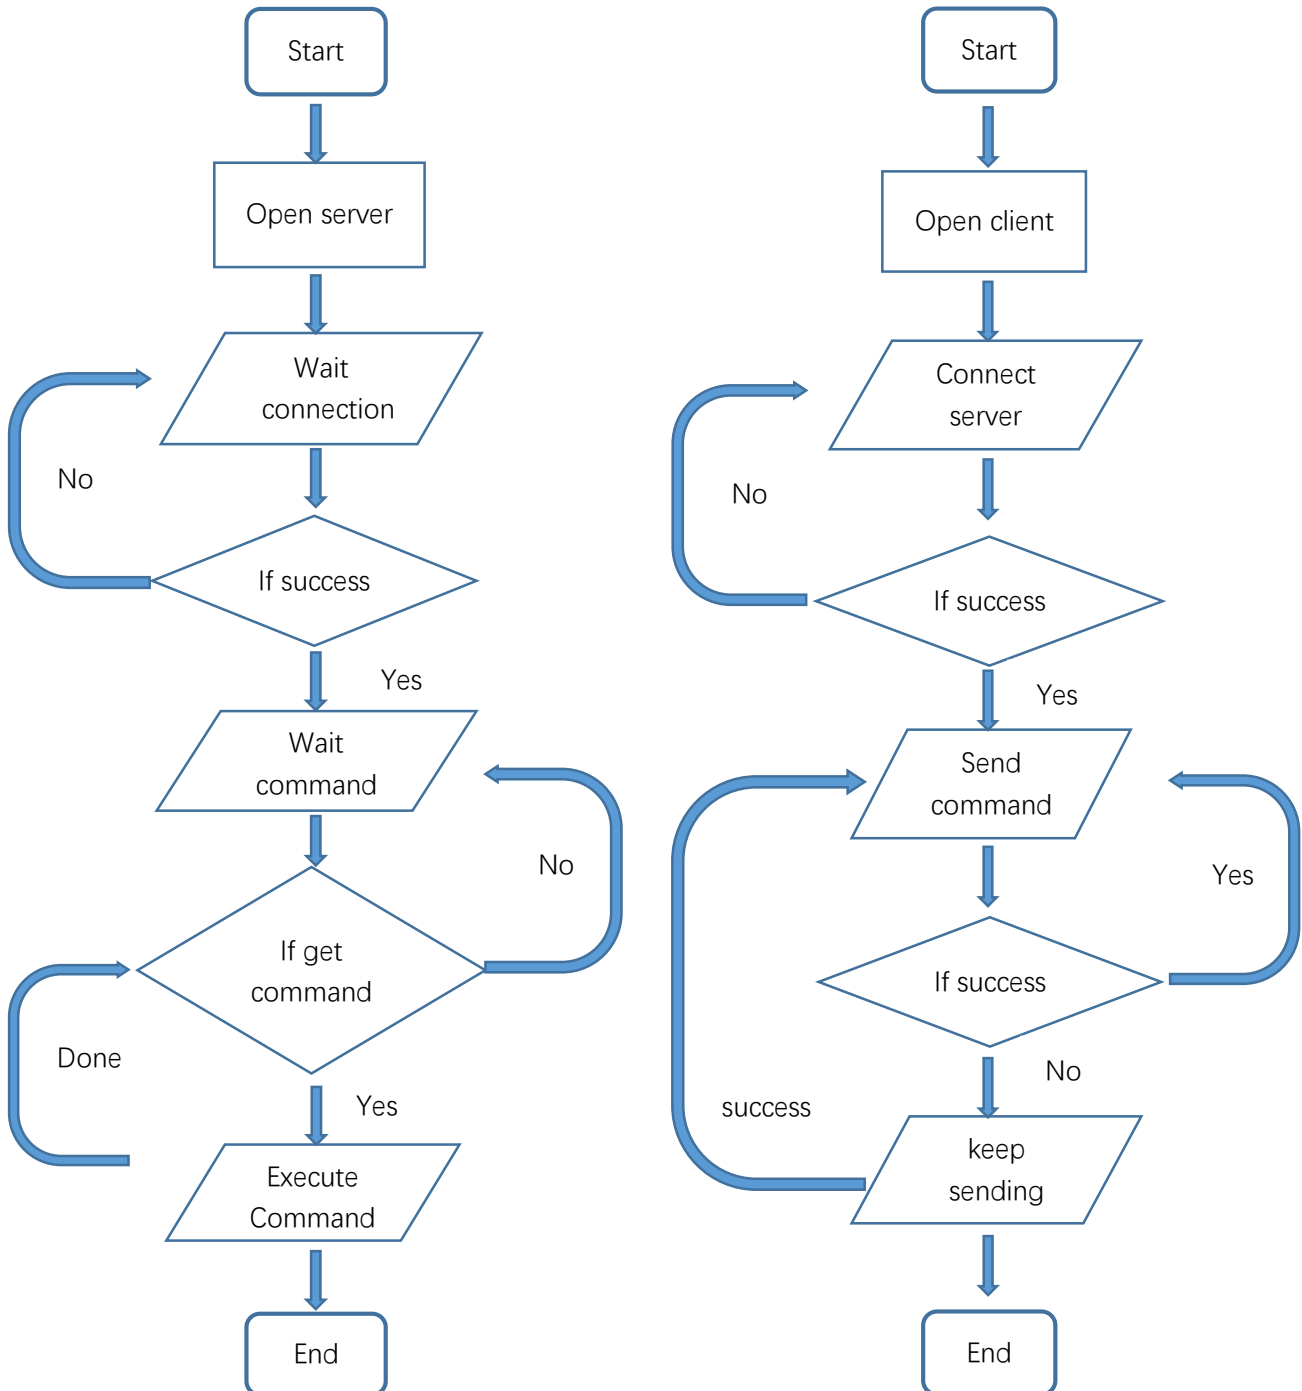 Start
Open server
Wait
connection
No
If success
Yes
Wait
command
No
If get
command
Done
Yes
Execute
Command
End
Start
Open client
Connect
server
No
If success
Yes
Send
command
Yes
If success
No
success
keep
sending
End